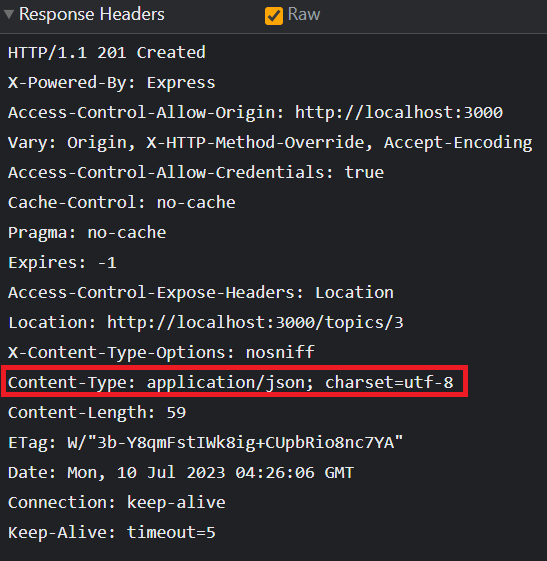 Response Headers Raw
HTTP/1.1 201 Created
X-Powered-By: Express
Access-Control-Allow-Origin: http://localhost:3000
Vary: Origin, X-HTTP-Method-Override, Accept-Encoding
Access-Control-Allow-Credentials: true
Cache-Control: no-cache
Pragma: no-cache
Expires: -1
Access-Control-Expose-Headers: Location
Location: http://localhost:3000/topics/3
X-Content-Type-Options: nosniff
Content-Type: application/json; charset=utf-8
Content-Length: 59
ETag: W/"3b-Y8qmFstIWk8ig+CUpbRio8nc7YA"
Date: Mon, 10 Jul 2023 04:26:06 GMT
Connection: keep-alive
Keep-Alive: timeout=5